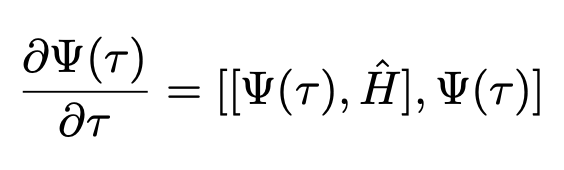 ∂Ψ(τ)/∂τ = [[Ψ(τ), Ĥ], Ψ(τ)]